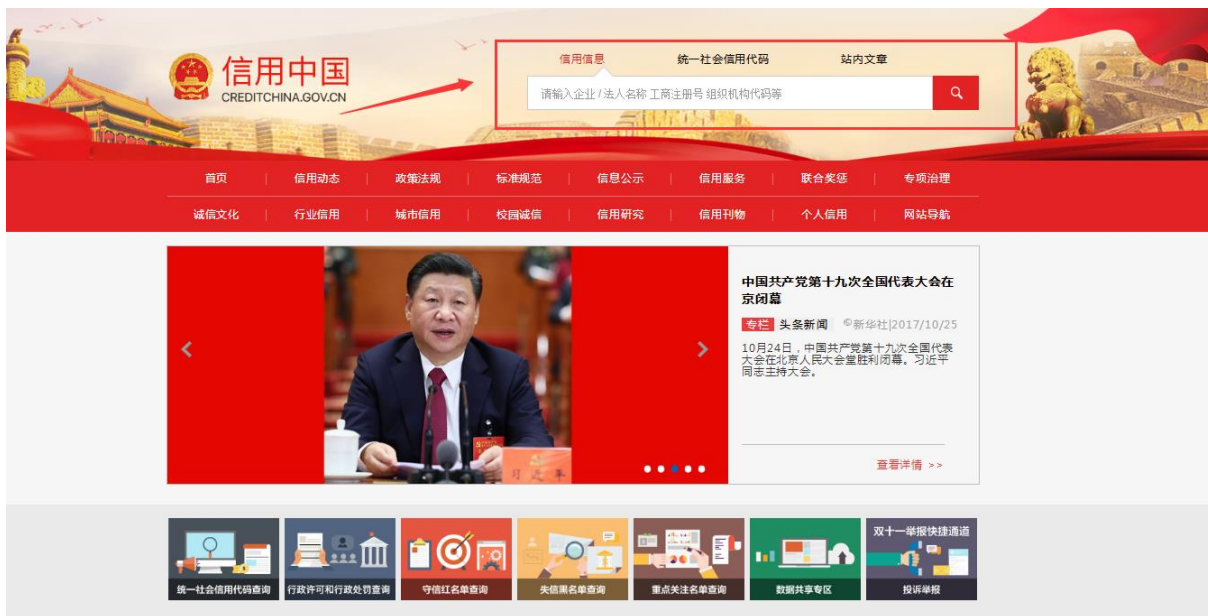 信用中国
CREDITCHINA.GOV.CN
信用信息 统一社会信用代码 站内文章
请输入企业/法人名称 工商注册号 组织机构代码等
首页 | 信用动态 | 政策法规 | 标准规范 | 信息公示 | 信用服务 | 联合奖惩 | 专项治理
诚信文化 | 行业信用 | 城市信用 | 校园诚信 | 信用研究 | 信用刊物 | 个人信用 | 网站导航
中国共产党第十九次全国代表大会在
京闭幕
专栏 头条新闻 ©新华社|2017/10/25
10月24日，中国共产党第十九次全国代表
大会在北京人民大会堂胜利闭幕。习近平
同志主持大会。
习近平
查看详情 >>
统一社会信用代码查询
行政许可和行政处罚查询
守信红名单查询
失信黑名单查询
重点关注名单查询
数据共享专区
双十一举报快捷通道
投诉举报